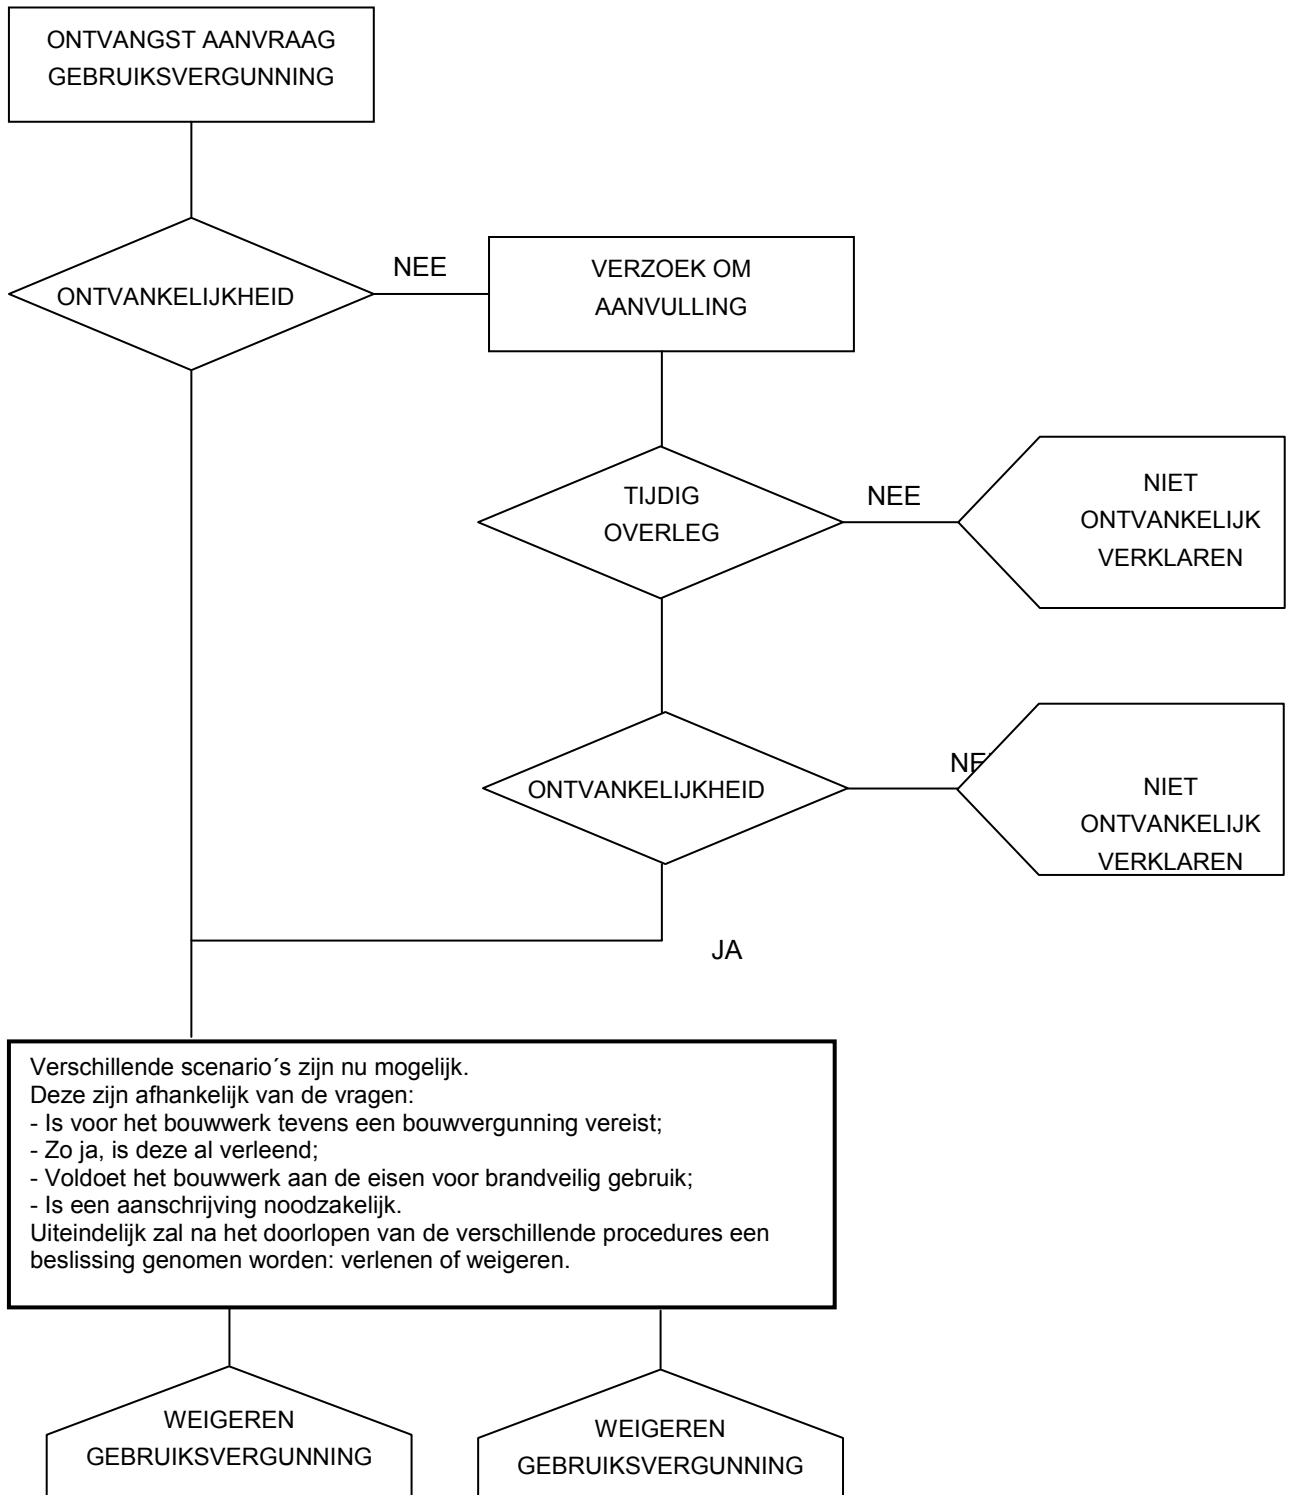 ONTVANGST AANVRAAG
GEBRUIKSVERGUNNING
ONTVANKELIJKHEID
NEE
VERZOEK OM
AANVULLING
TIJDIG
OVERLEG
NEE
NIET
ONTVANKELIJK
VERKLAREN
ONTVANKELIJKHEID
NE
NIET
ONTVANKELIJK
VERKLAREN
JA
Verschillende scenario´s zijn nu mogelijk.
Deze zijn afhankelijk van de vragen:
- Is voor het bouwwerk tevens een bouwvergunning vereist;
- Zo ja, is deze al verleend;
- Voldoet het bouwwerk aan de eisen voor brandveilig gebruik;
- Is een aanschrijving noodzakelijk.
Uiteindelijk zal na het doorlopen van de verschillende procedures een
beslissing genomen worden: verlenen of weigeren.
WEIGEREN
GEBRUIKSVERGUNNING
WEIGEREN
GEBRUIKSVERGUNNING